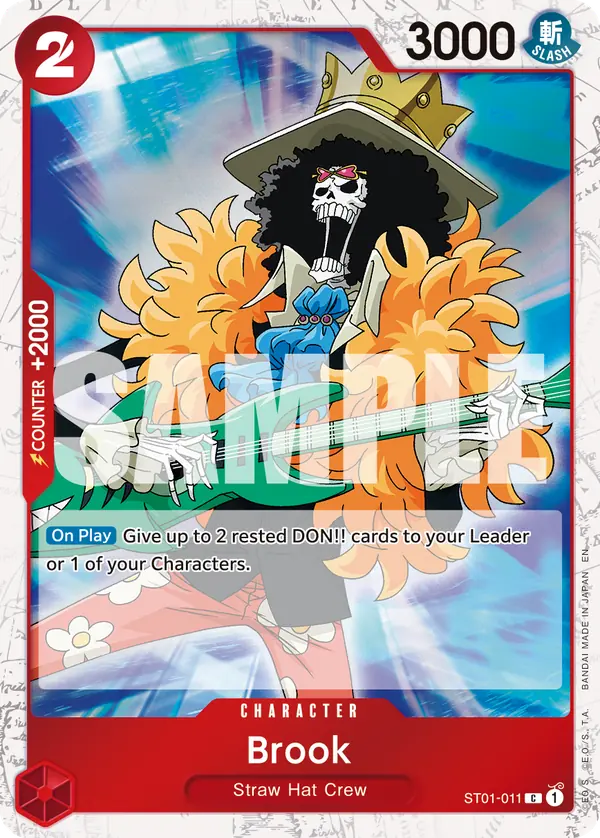 2
3000
斬
SLASH
COUNTER +2000
SAMPLE
On Play Give up to 2 rested DON!! cards to your Leader
or 1 of your Characters.
CHARACTER
Brook
Straw Hat Crew
ST01-011 C 1
©E.O./S., T.A. BANDAI MADE IN JAPAN EN